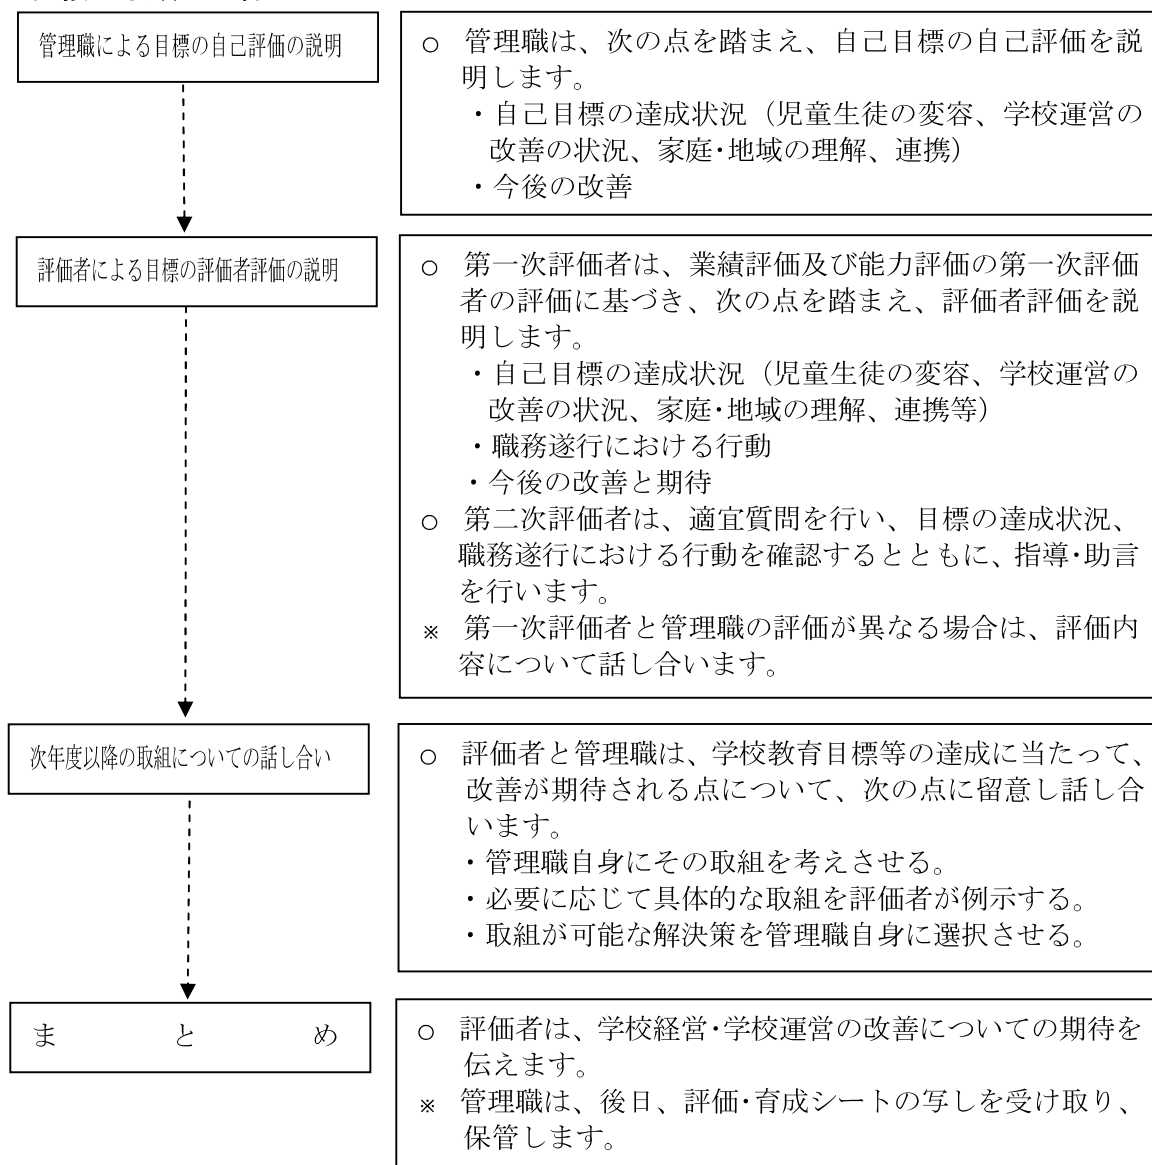 管理職による目標の自己評価の説明
○ 管理職は、次の点を踏まえ、自己目標の自己評価を説
明します。
・自己目標の達成状況（児童生徒の変容、学校運営の
改善の状況、家庭・地域の理解、連携）
・今後の改善
評価者による目標の評価者評価の説明
○ 第一次評価者は、業績評価及び能力評価の第一次評価
者の評価に基づき、次の点を踏まえ、評価者評価を説
明します。
・自己目標の達成状況（児童生徒の変容、学校運営の
改善の状況、家庭・地域の理解、連携等）
・職務遂行における行動
・今後の改善と期待
○ 第二次評価者は、適宜質問を行い、目標の達成状況、
職務遂行における行動を確認するとともに、指導・助言
を行います。
※ 第一次評価者と管理職の評価が異なる場合は、評価内
容について話し合います。
次年度以降の取組についての話し合い
○ 評価者と管理職は、学校教育目標等の達成に当たって、
改善が期待される点について、次の点に留意し話し合
います。
・管理職自身にその取組を考えさせる。
・必要に応じて具体的な取組を評価者が例示する。
・取組が可能な解決策を管理職自身に選択させる。
ま と め
○ 評価者は、学校経営・学校運営の改善についての期待を
伝えます。
※ 管理職は、後日、評価・育成シートの写しを受け取り、
保管します。